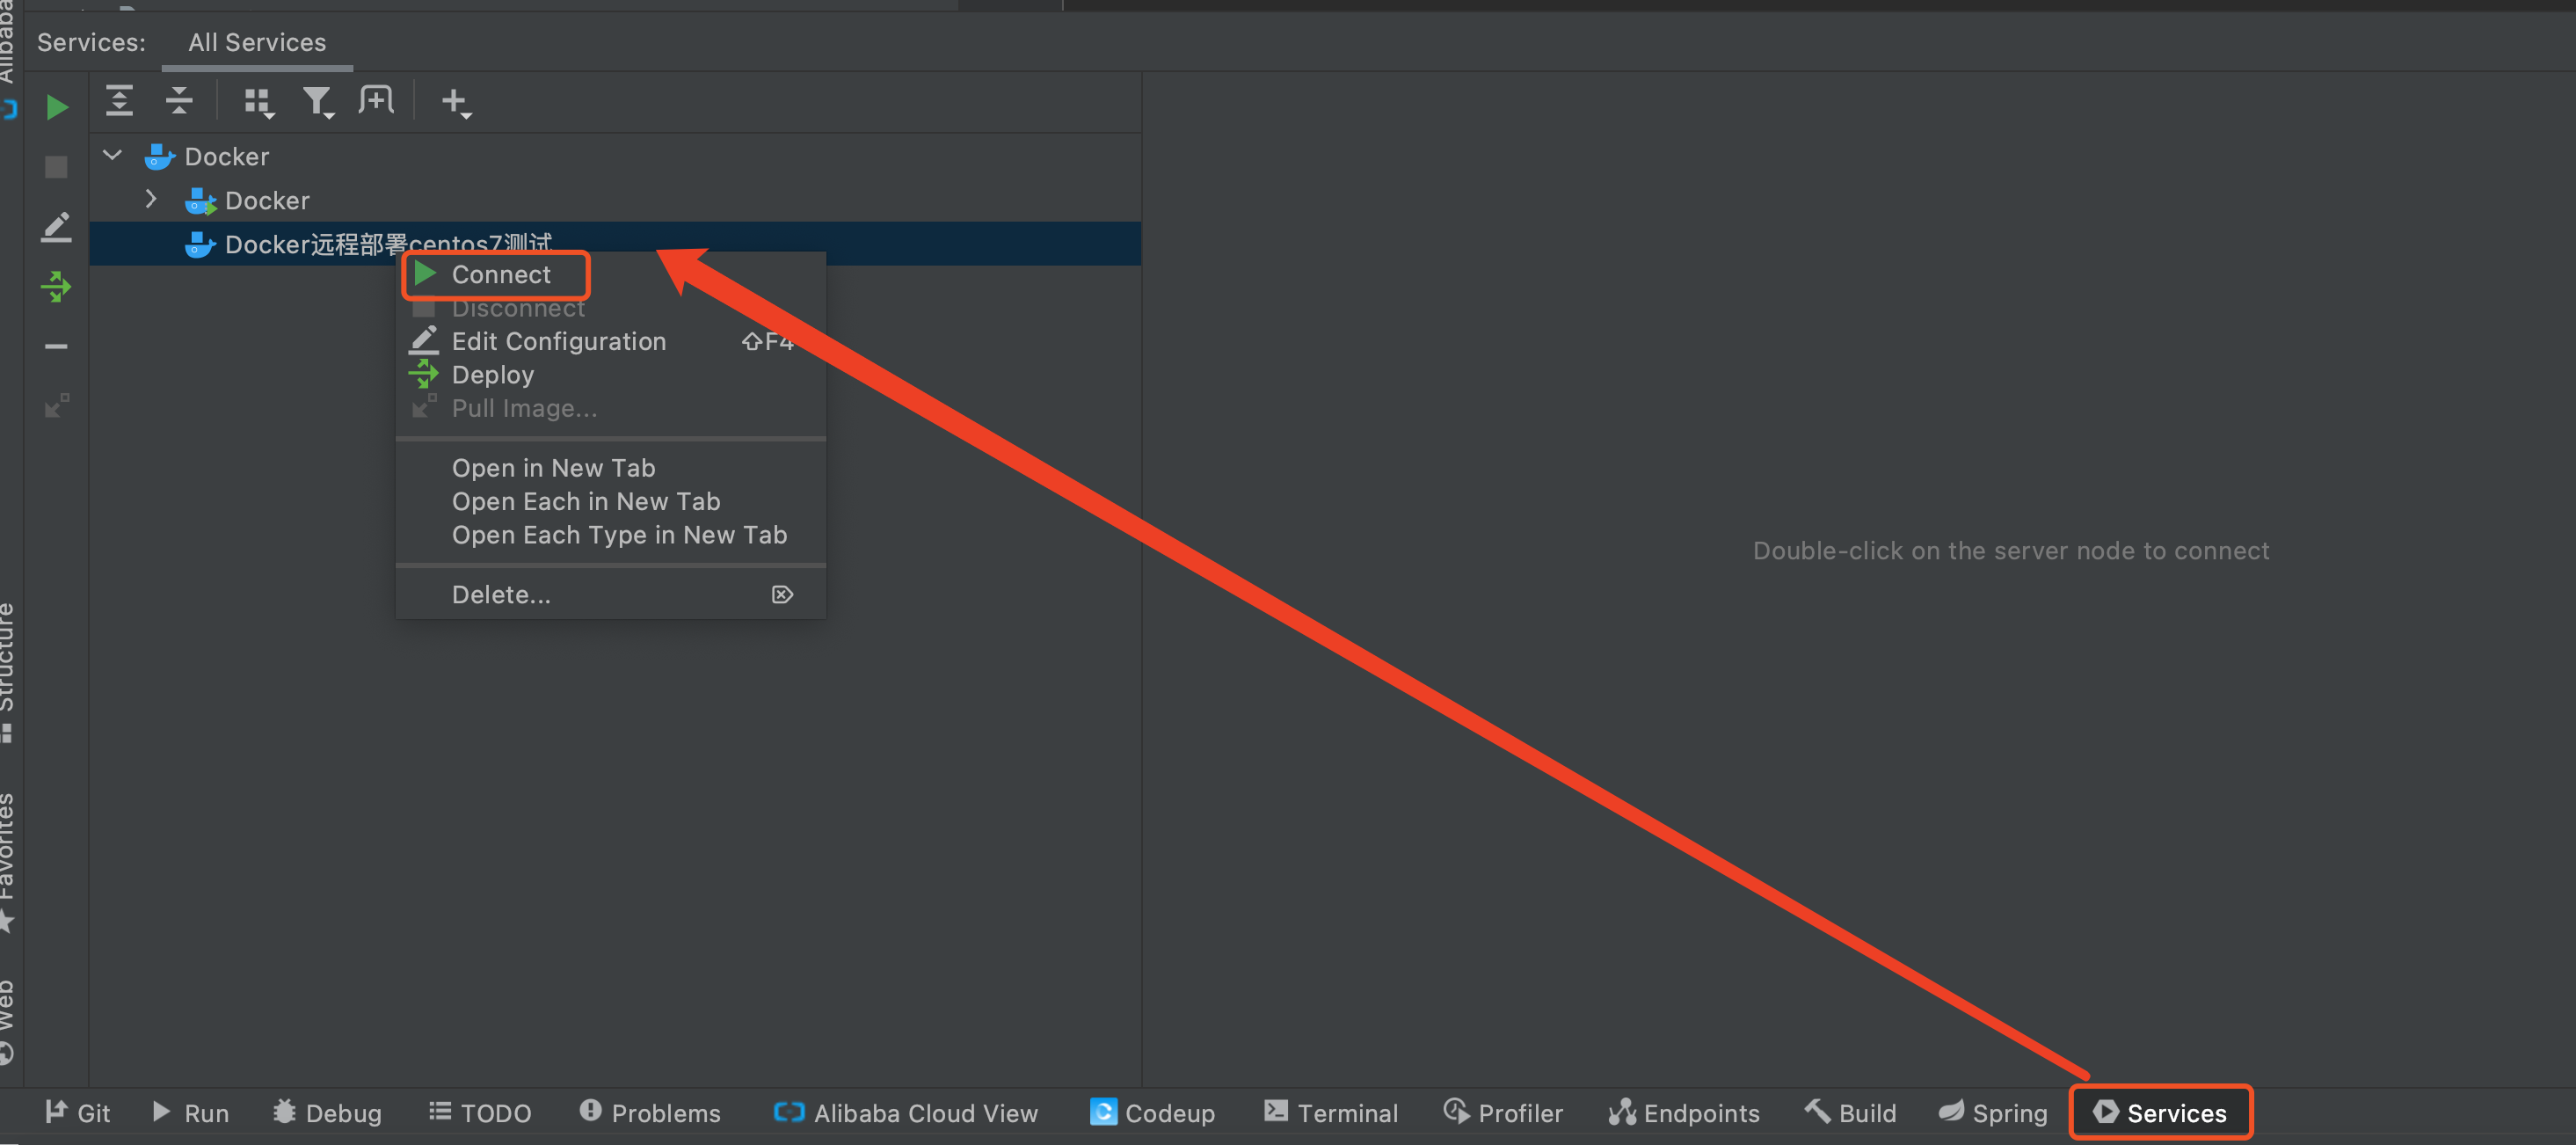 Services: All Services
Docker
Docker
Docker远程部署centos7测试
Connect
Disconnect
Edit Configuration ⇧F4
Deploy
Pull Image...
Open in New Tab
Open Each in New Tab
Open Each Type in New Tab
Delete...
Double-click on the server node to connect
Alibaba
Structure
Favorites
Web
Git Run Debug TODO Problems Alibaba Cloud View Codeup Terminal Profiler Endpoints Build Spring Services